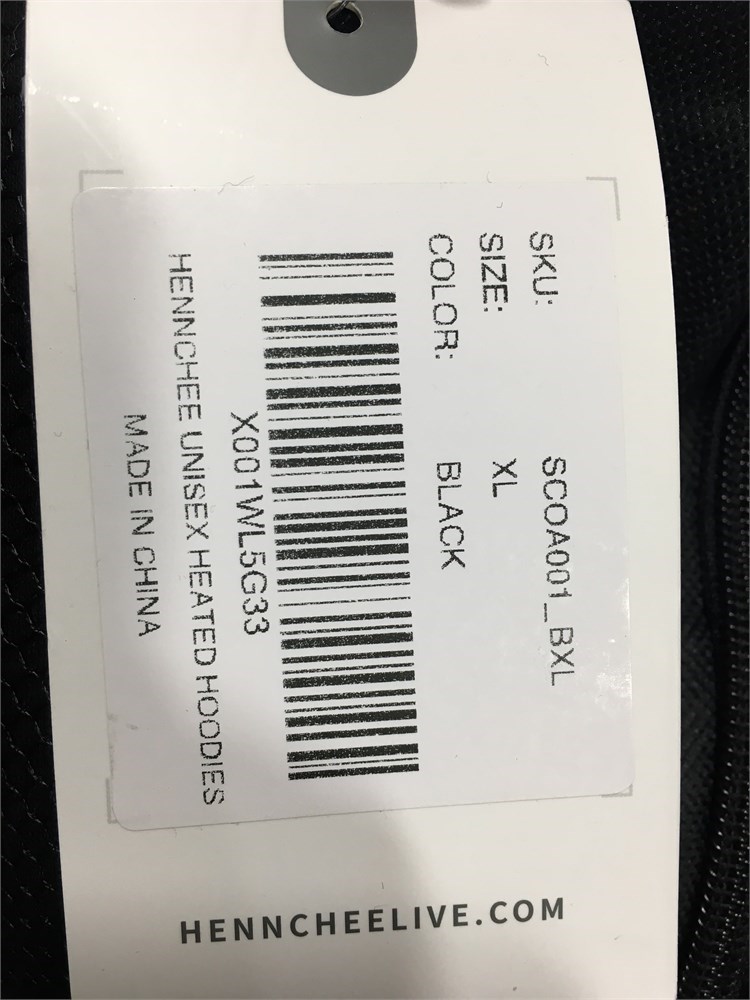 SKU: SCOA001_BXL
SIZE: XL
COLOR: BLACK
X001WL5G33
HENNCHEE UNISEX HEATED HOODIES
MADE IN CHINA
HENNCHEELIVE.COM